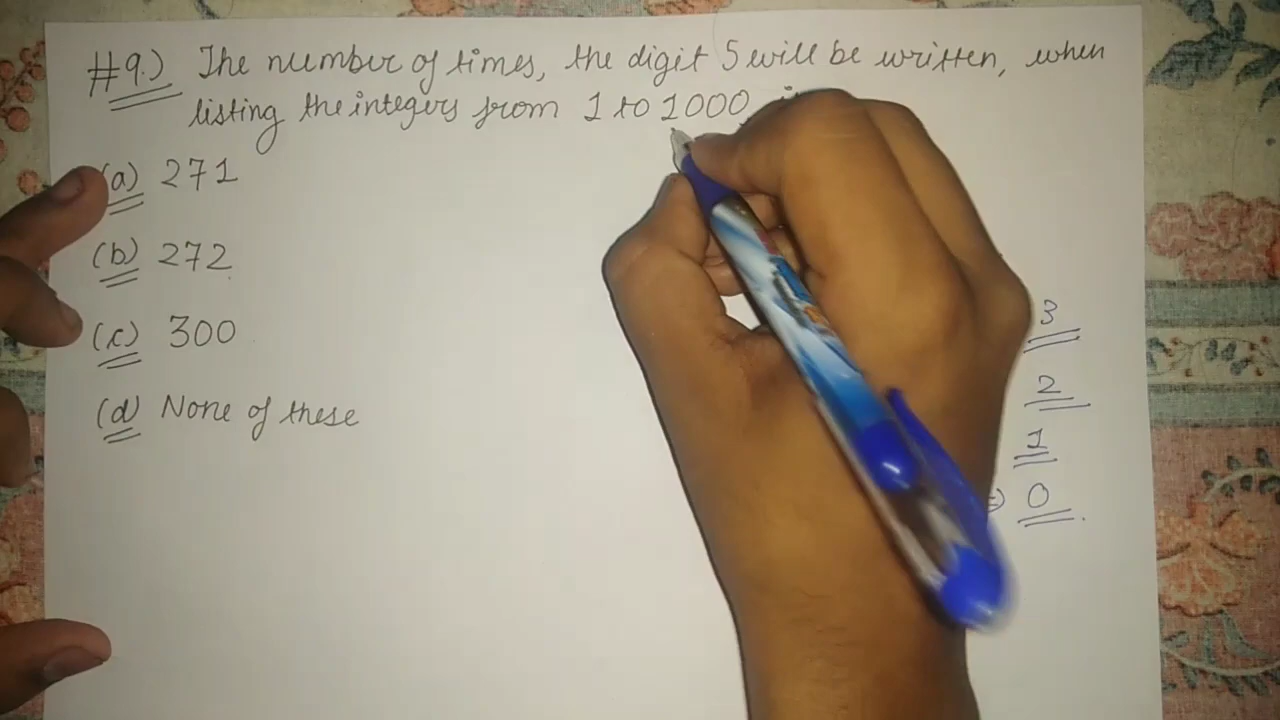 #9.) The number of times, the digit 5 will be written, when
listing the integers from 1 to 1000
(a) 271
(b) 272
(c) 300
(d) None of these
3
2
1
0